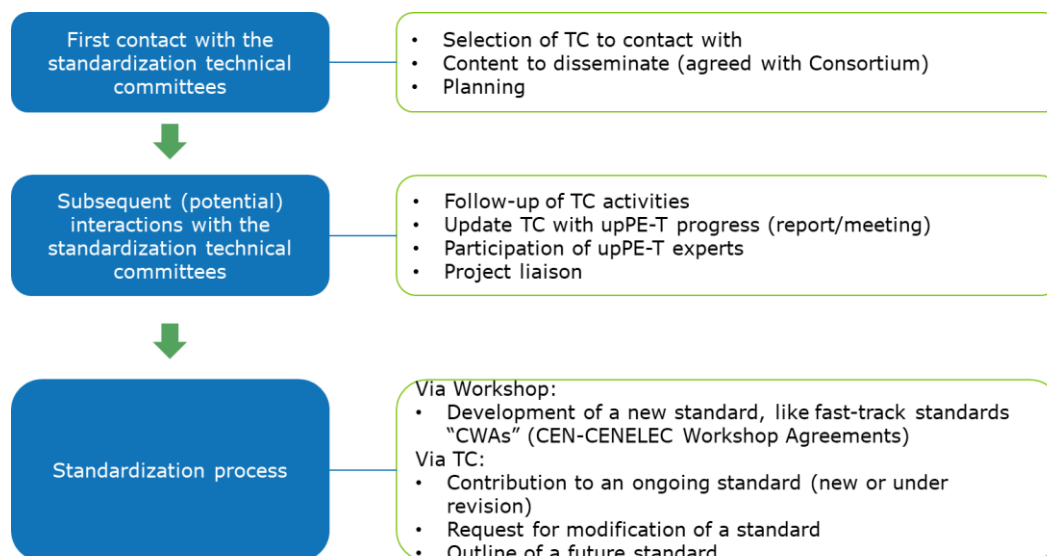 First contact with the
standardization technical
committees
• Selection of TC to contact with
• Content to disseminate (agreed with Consortium)
• Planning
Subsequent (potential)
interactions with the
standardization technical
committees
• Follow-up of TC activities
• Update TC with upPE-T progress (report/meeting)
• Participation of upPE-T experts
• Project liaison
Standardization process
Via Workshop:
• Development of a new standard, like fast-track standards
“CWAs” (CEN-CENELEC Workshop Agreements)
Via TC:
• Contribution to an ongoing standard (new or under
revision)
• Request for modification of a standard
• Outline of a future standard